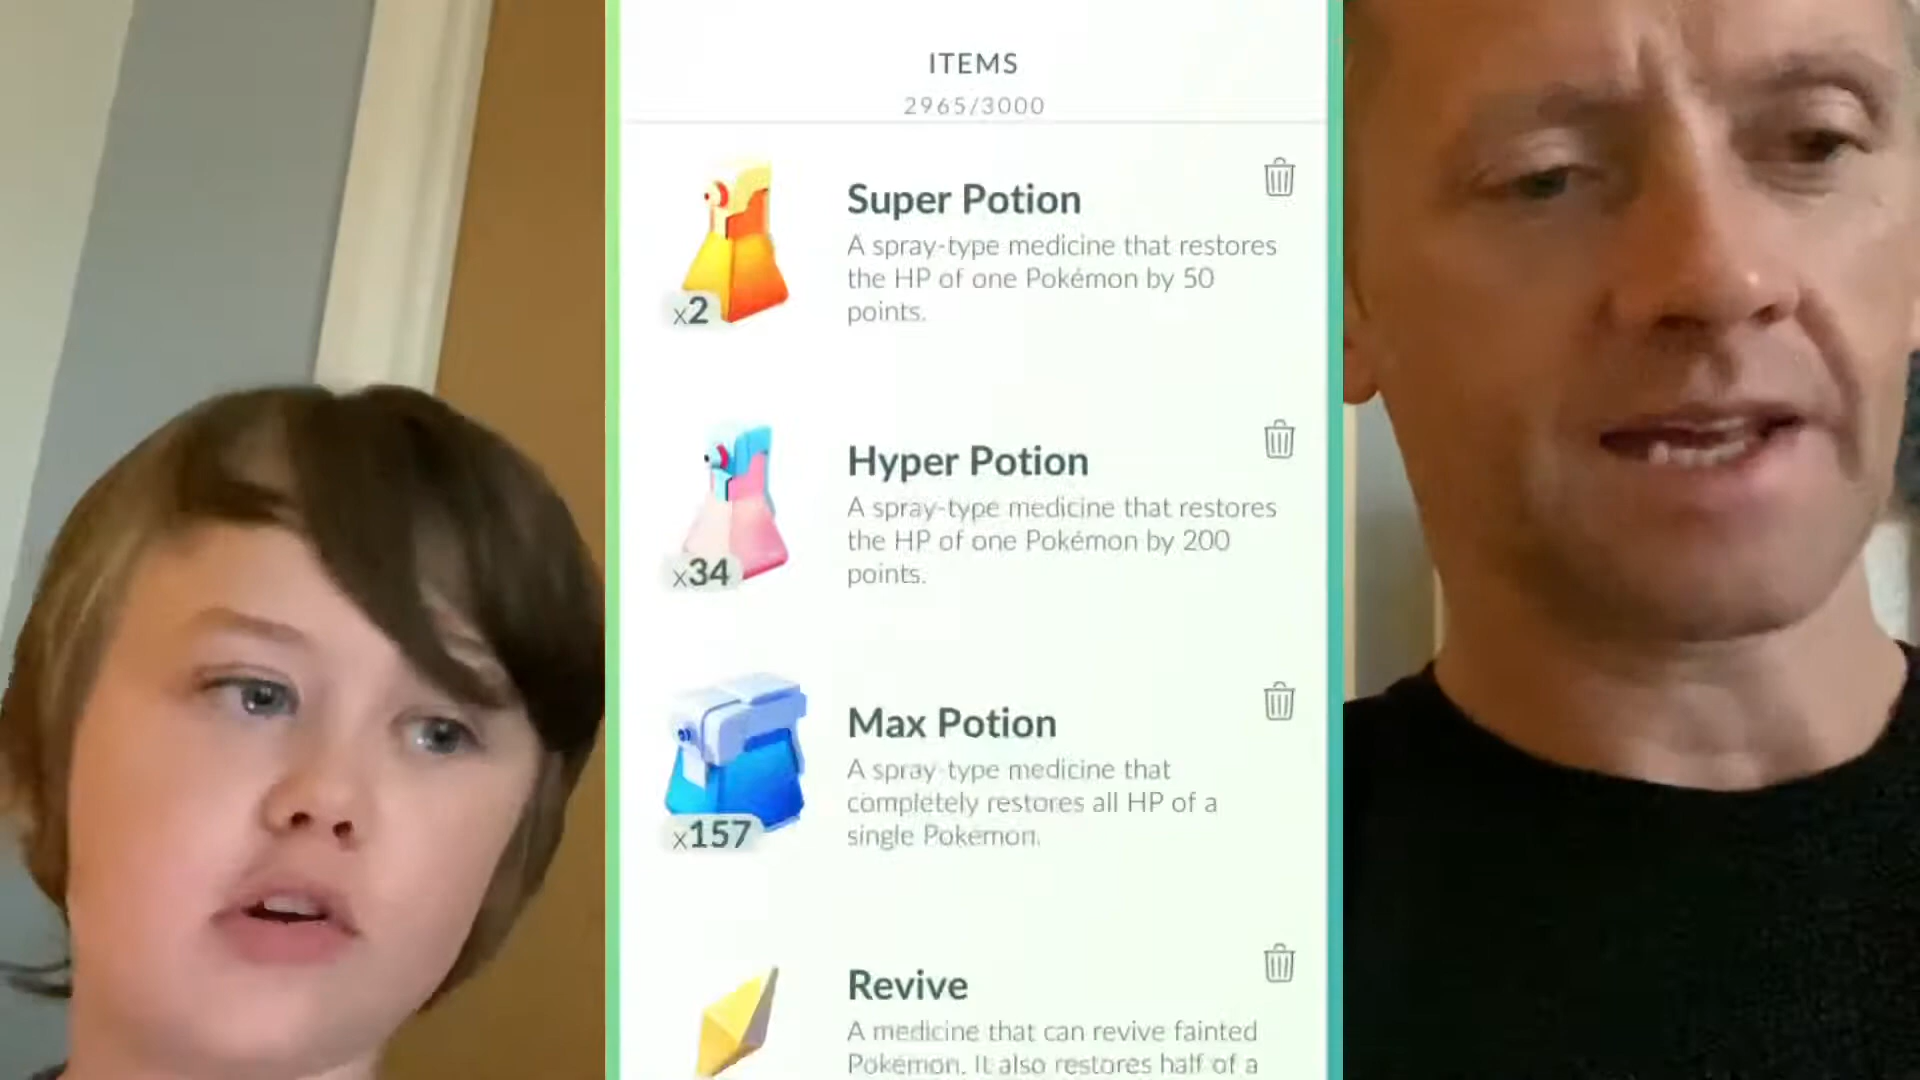 ITEMS
2965/3000
Super Potion
A spray-type medicine that restores
the HP of one Pokémon by 50
points.
x2
Hyper Potion
A spray-type medicine that restores
the HP of one Pokémon by 200
points.
x34
Max Potion
A spray-type medicine that
completely restores all HP of a
single Pokémon.
x157
Revive
A medicine that can revive fainted
Pokémon. It also restores half of a